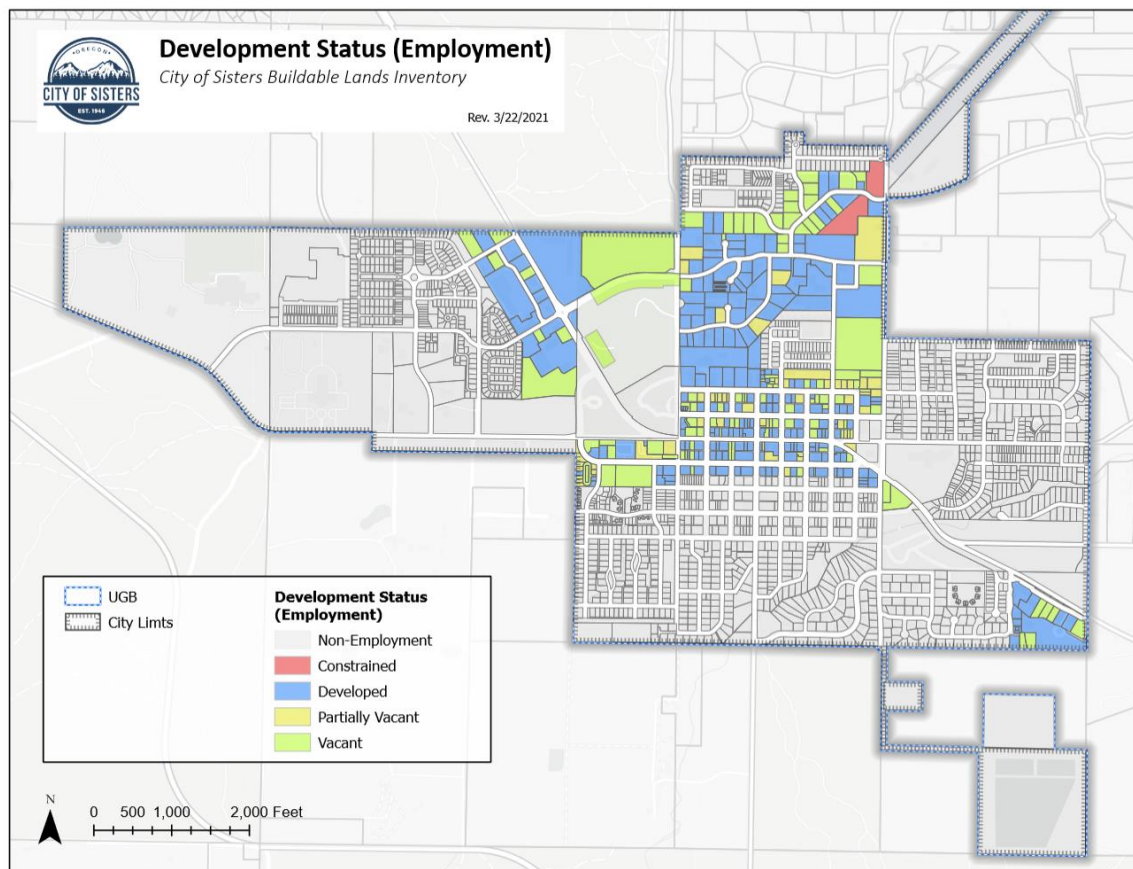 OREGON
CITY OF SISTERS
EST. 1946
Development Status (Employment)
City of Sisters Buildable Lands Inventory
Rev. 3/22/2021
UGB
City Limts
Development Status
(Employment)
Non-Employment
Constrained
Developed
Partially Vacant
Vacant
N
0 500 1,000 2,000 Feet